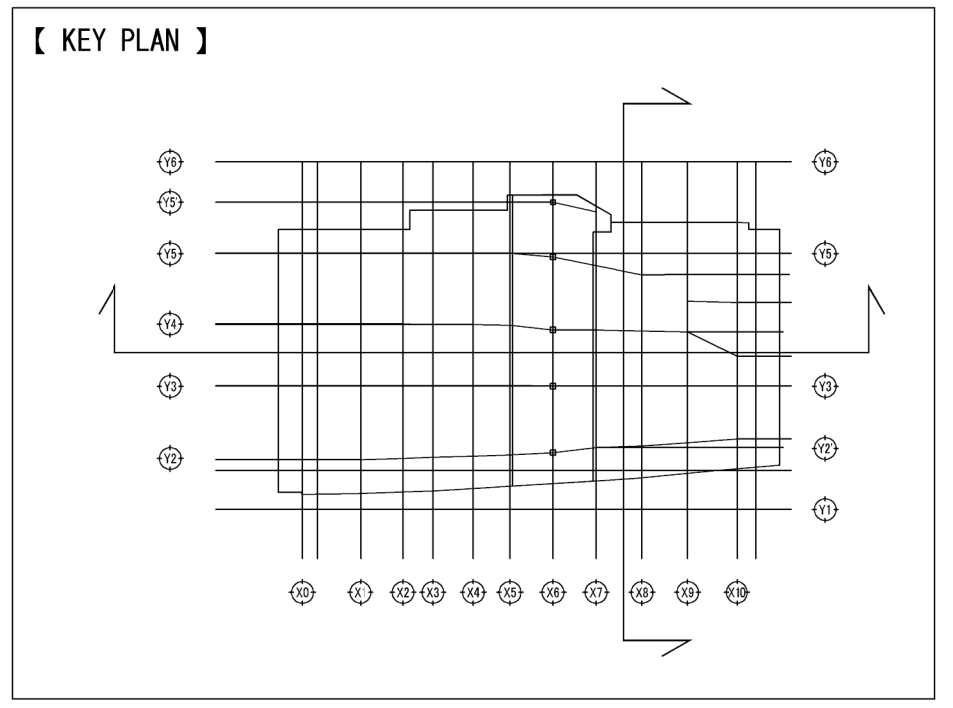 【 KEY PLAN 】
Y6 Y6
Y5'
Y5 Y5
Y4
Y3 Y3
Y2 Y2'
Y1
X0 X1 X2 X3 X4 X5 X6 X7 X8 X9 X10